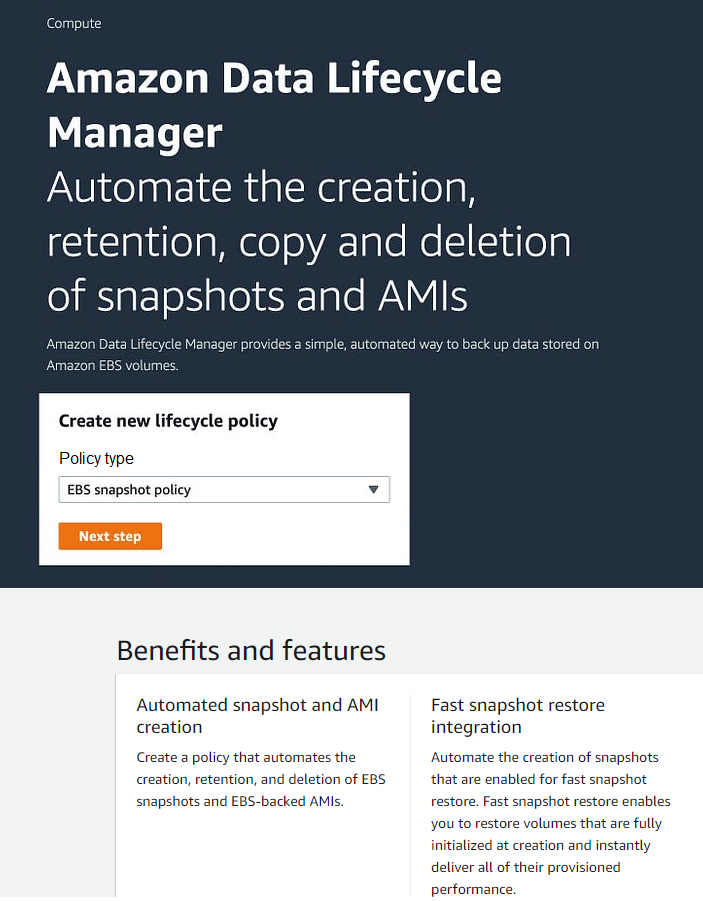 Compute
Amazon Data Lifecycle
Manager
Automate the creation,
retention, copy and deletion
of snapshots and AMIs
Amazon Data Lifecycle Manager provides a simple, automated way to back up data stored on
Amazon EBS volumes.
Create new lifecycle policy
Policy type
EBS snapshot policy
Next step
Benefits and features
Automated snapshot and AMI
creation
Create a policy that automates the
creation, retention, and deletion of EBS
snapshots and EBS-backed AMIs.
Fast snapshot restore
integration
Automate the creation of snapshots
that are enabled for fast snapshot
restore. Fast snapshot restore enables
you to restore volumes that are fully
initialized at creation and instantly
deliver all of their provisioned
performance.